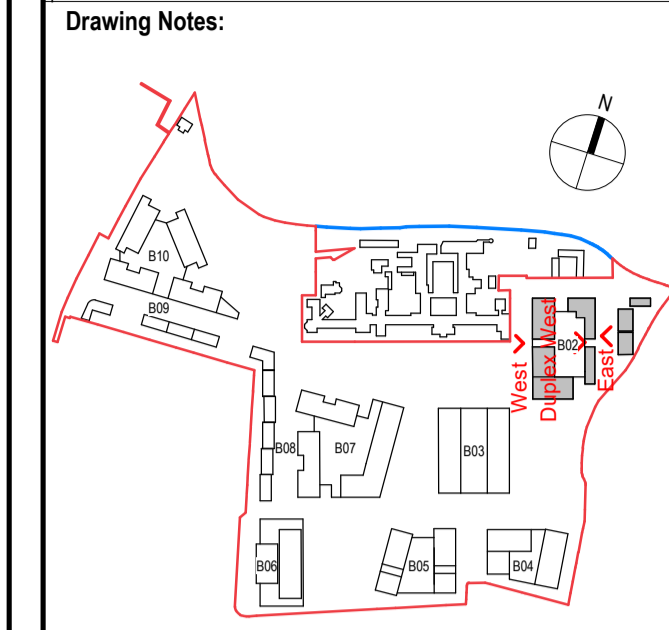 Drawing Notes:
N
B10
B09
B02
West
Duplex West
East
B08
B07
B03
B06
B05
B04